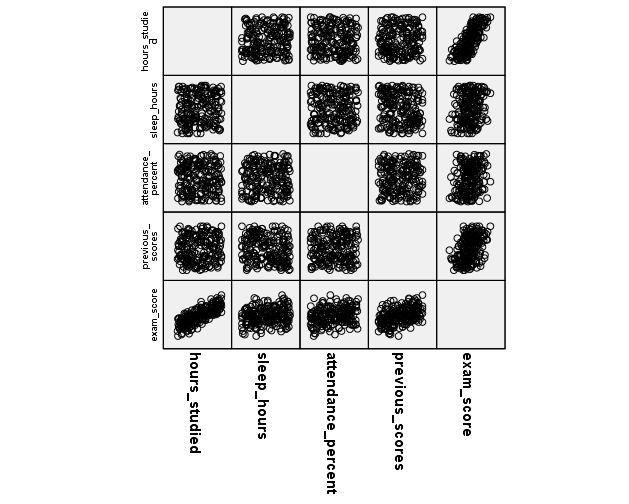 hours_studie
d
sleep_hours
attendance_
percent
previous_
scores
exam_score
hours_studied
sleep_hours
attendance_percent
previous_scores
exam_score